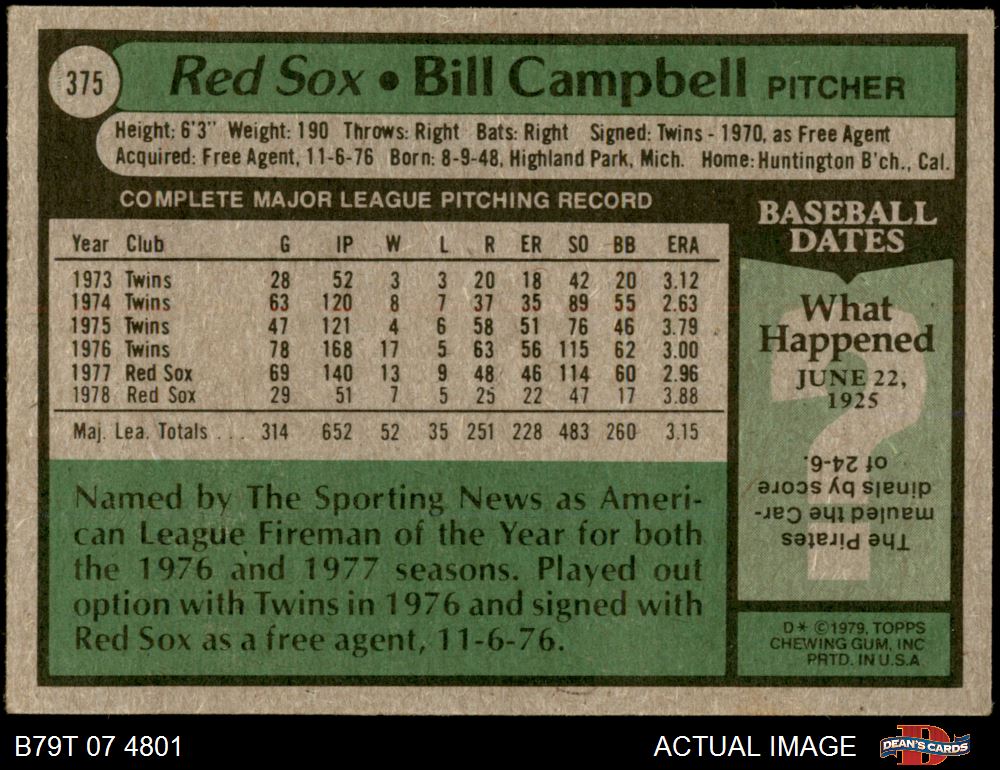 375 Red Sox • Bill Campbell PITCHER
Height: 6'3" Weight: 190 Throws: Right Bats: Right Signed: Twins - 1970, as Free Agent
Acquired: Free Agent, 11-6-76 Born: 8-9-48, Highland Park, Mich. Home: Huntington B'ch., Cal.
COMPLETE MAJOR LEAGUE PITCHING RECORD
Year Club G IP W L R ER SO BB ERA
1973 Twins 28 52 3 3 20 18 42 20 3.12
1974 Twins 63 120 8 7 37 35 89 55 2.63
1975 Twins 47 121 4 6 58 51 76 46 3.79
1976 Twins 78 168 17 5 63 56 115 62 3.00
1977 Red Sox 69 140 13 9 48 46 114 60 2.96
1978 Red Sox 29 51 7 5 25 22 47 17 3.88
Maj. Lea. Totals . . . 314 652 52 35 251 228 483 260 3.15
Named by The Sporting News as Ameri-
can League Fireman of the Year for both
the 1976 and 1977 seasons. Played out
option with Twins in 1976 and signed with
Red Sox as a free agent, 11-6-76.
BASEBALL
DATES
What
Happened
JUNE 22,
1925
?
The Pirates
mauled the Car-
dinals by score
of 24-6.
D* ©1979, TOPPS
CHEWING GUM, INC
PRTD. IN U.S.A
B79T 07 4801
ACTUAL IMAGE
DEAN'S CARDS